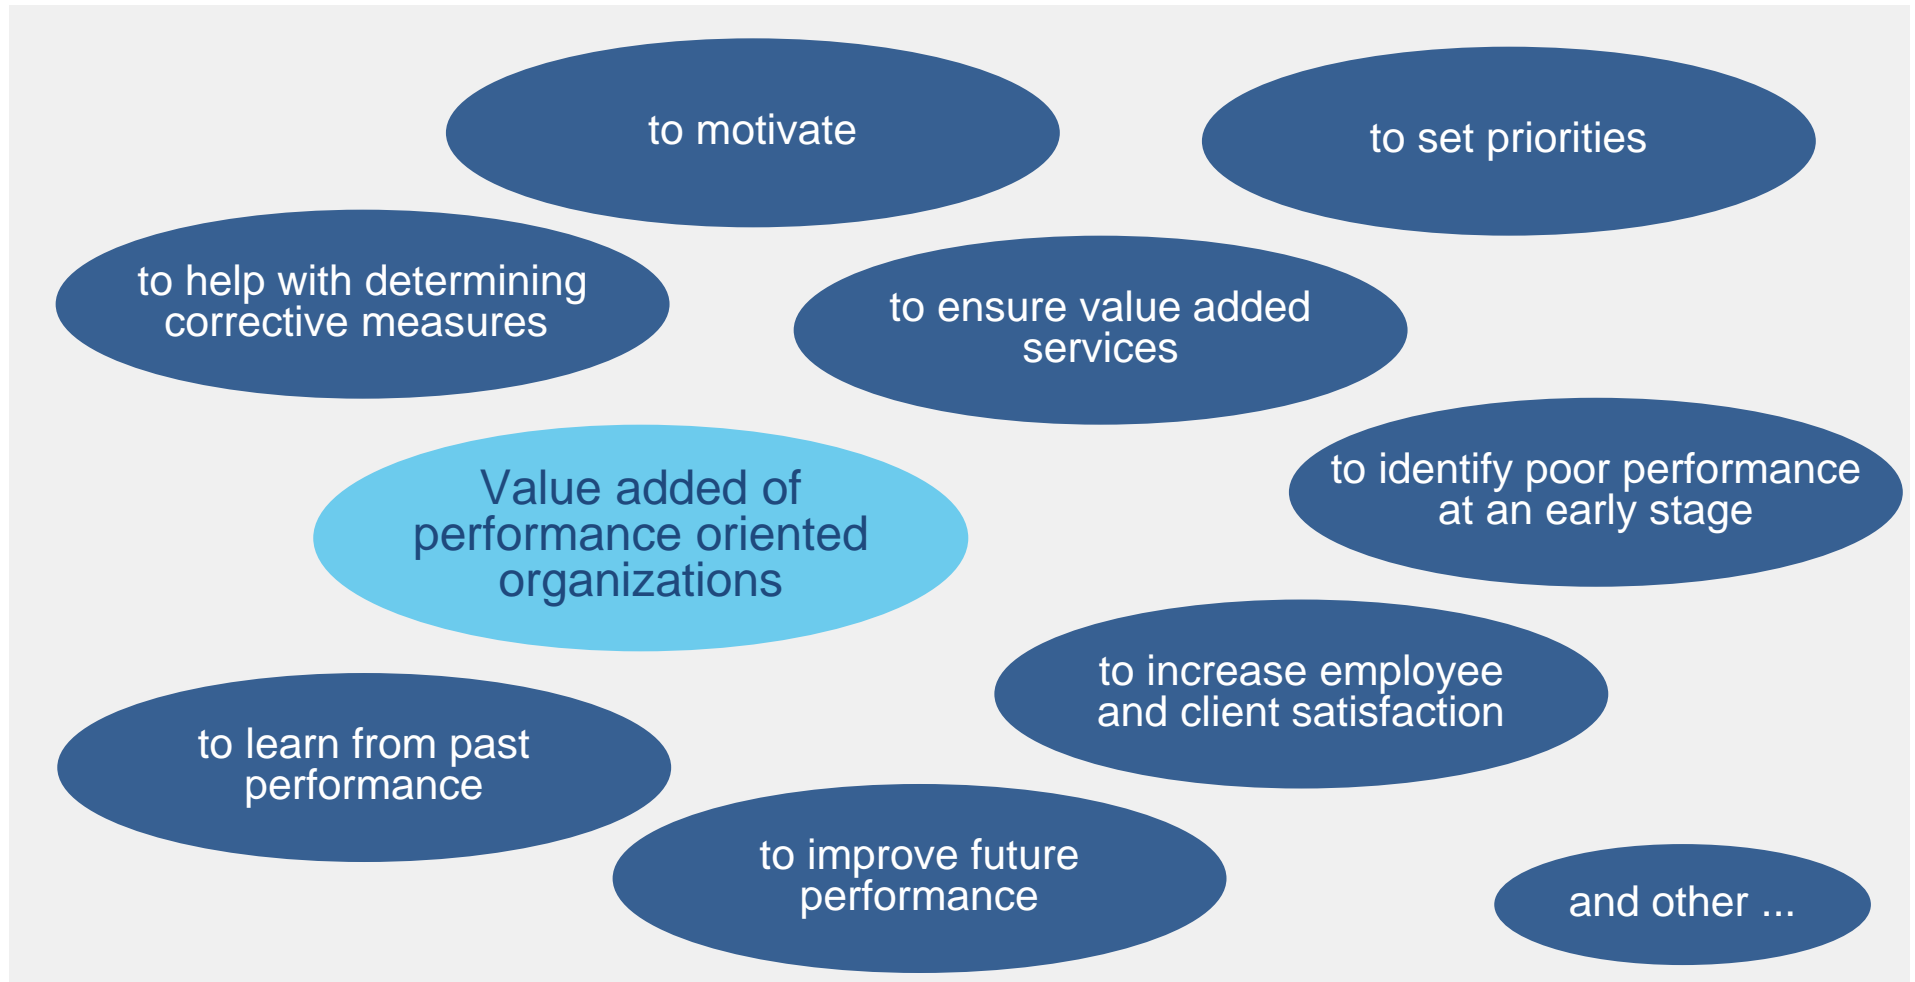 to motivate
to set priorities
to help with determining
corrective measures
to ensure value added
services
to identify poor performance
at an early stage
Value added of
performance oriented
organizations
to increase employee
and client satisfaction
to learn from past
performance
to improve future
performance
and other ...